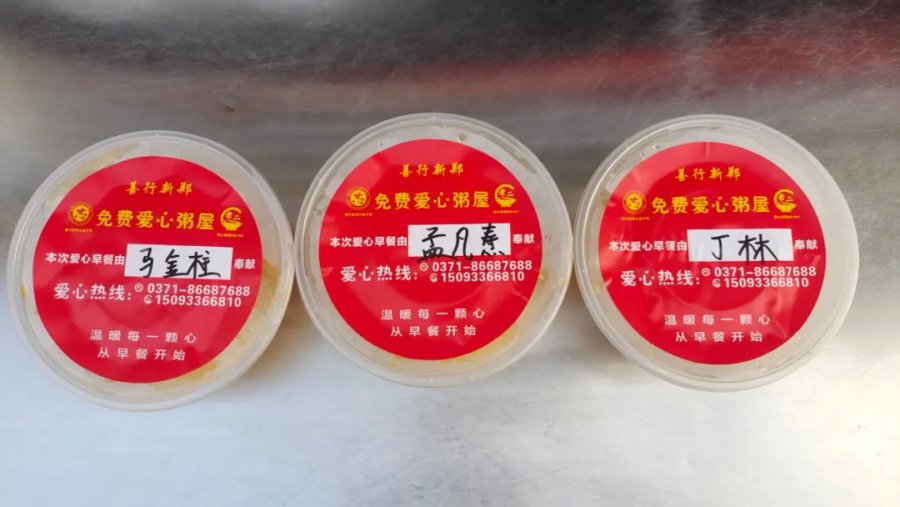 善行新郑
免费爱心粥屋
本次爱心早餐由 马金柱 奉献
爱心热线：0371-86687688
15093366810
温暖每一颗心
从早餐开始
善行新郑
免费爱心粥屋
本次爱心早餐由 孟凡素 奉献
爱心热线：0371-86687688
15093366810
温暖每一颗心
从早餐开始
善行新郑
免费爱心粥屋
本次爱心早餐由 丁林 奉献
爱心热线：0371-86687688
15093366810
温暖每一颗心
从早餐开始